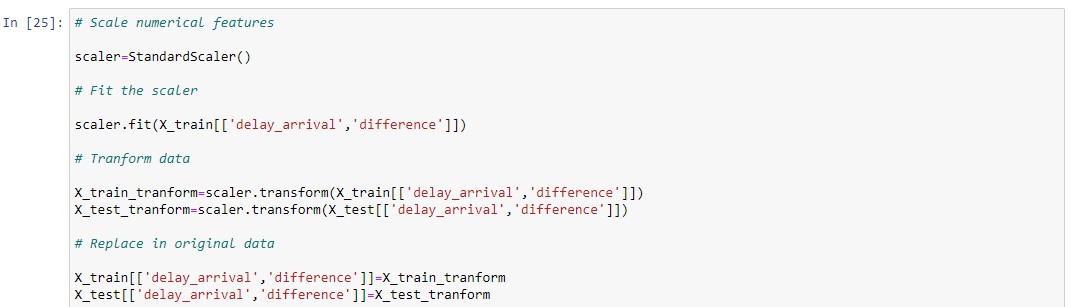 In [25]: # Scale numerical features
scaler=StandardScaler()
# Fit the scaler
scaler.fit(X_train[['delay_arrival','difference']])
# Tranform data
X_train_tranform=scaler.transform(X_train[['delay_arrival','difference']])
X_test_tranform=scaler.transform(X_test[['delay_arrival','difference']])
# Replace in original data
X_train[['delay_arrival','difference']]=X_train_tranform
X_test[['delay_arrival','difference']]=X_test_tranform